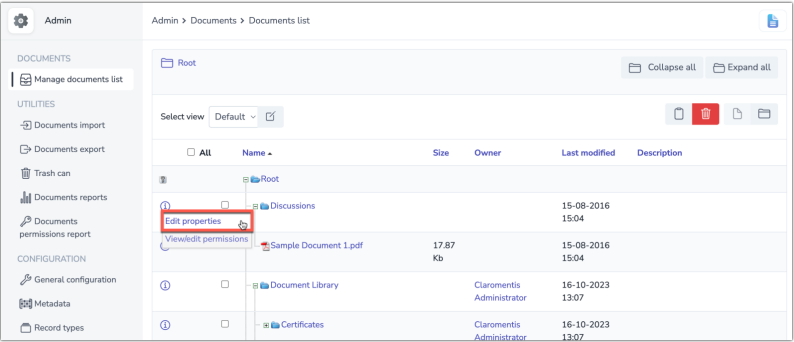 Admin
Admin > Documents > Documents list
DOCUMENTS
Manage documents list
UTILITIES
Documents import
Documents export
Trash can
Documents reports
Documents
permissions report
CONFIGURATION
General configuration
Metadata
Record types
Root
Collapse all
Expand all
Select view
Default
All
Name
Size
Owner
Last modified
Description
Root
Discussions
15-08-2016
15:04
Edit properties
View/edit permissions
Sample Document 1.pdf
17.87
Kb
15-08-2016
15:04
Document Library
Claromentis
Administrator
16-10-2023
13:07
Certificates
Claromentis
Administrator
16-10-2023
13:07